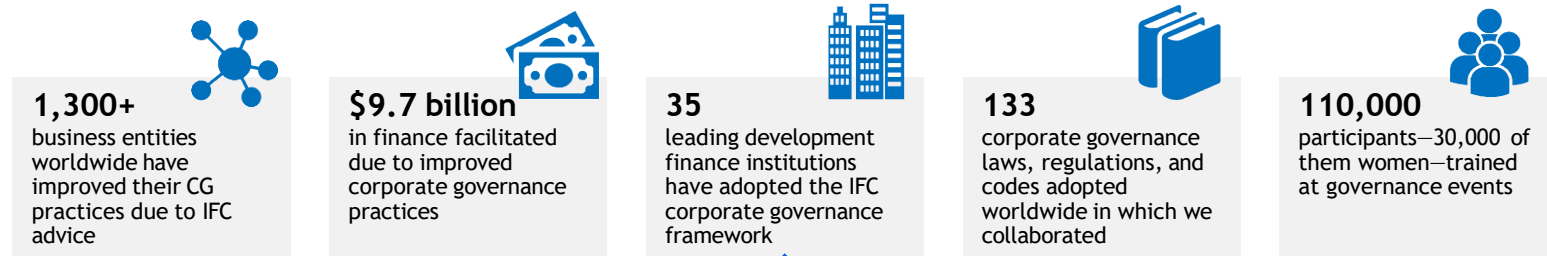 1,300+
business entities
worldwide have
improved their CG
practices due to IFC
advice
$9.7 billion
in finance facilitated
due to improved
corporate governance
practices
35
leading development
finance institutions
have adopted the IFC
corporate governance
framework
133
corporate governance
laws, regulations, and
codes adopted
worldwide in which we
collaborated
110,000
participants—30,000 of
them women—trained
at governance events